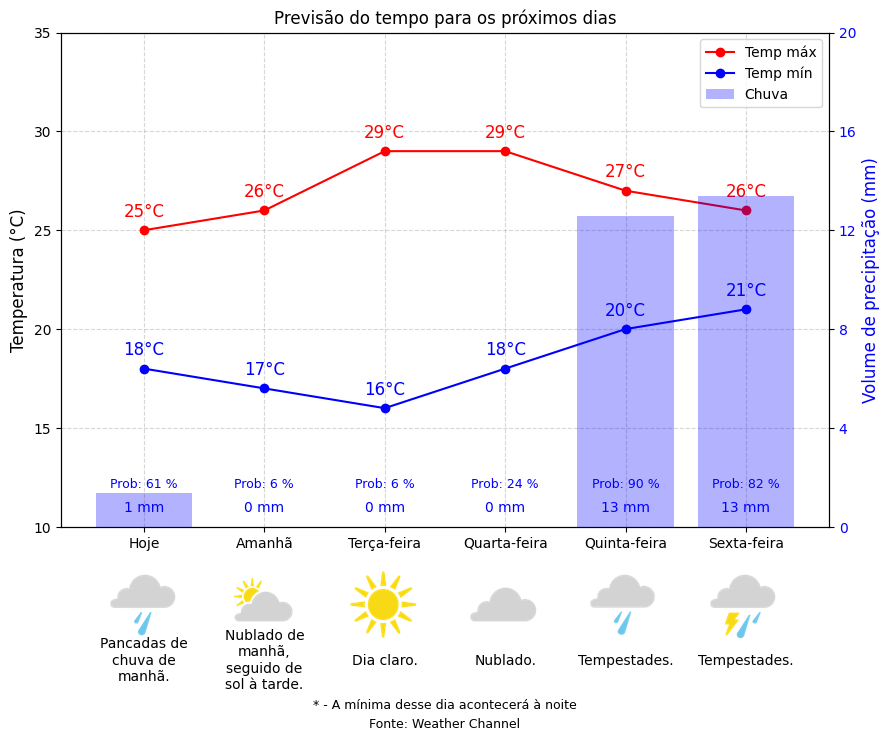 Previsão do tempo para os próximos dias
35
30
25
20
15
10
Temperatura (°C)
20
16
12
8
4
0
Volume de precipitação (mm)
Temp máx
Temp mín
Chuva
25°C
26°C
29°C
29°C
27°C
26°C
18°C
17°C
16°C
18°C
20°C
21°C
Prob: 61 %
Prob: 6 %
Prob: 6 %
Prob: 24 %
Prob: 90 %
Prob: 82 %
1 mm
0 mm
0 mm
0 mm
13 mm
13 mm
Hoje
Amanhã
Terça-feira
Quarta-feira
Quinta-feira
Sexta-feira
Pancadas de
chuva de
manhã.
Nublado de
manhã,
seguido de
sol à tarde.
Dia claro.
Nublado.
Tempestades.
Tempestades.
* - A mínima desse dia acontecerá à noite
Fonte: Weather Channel